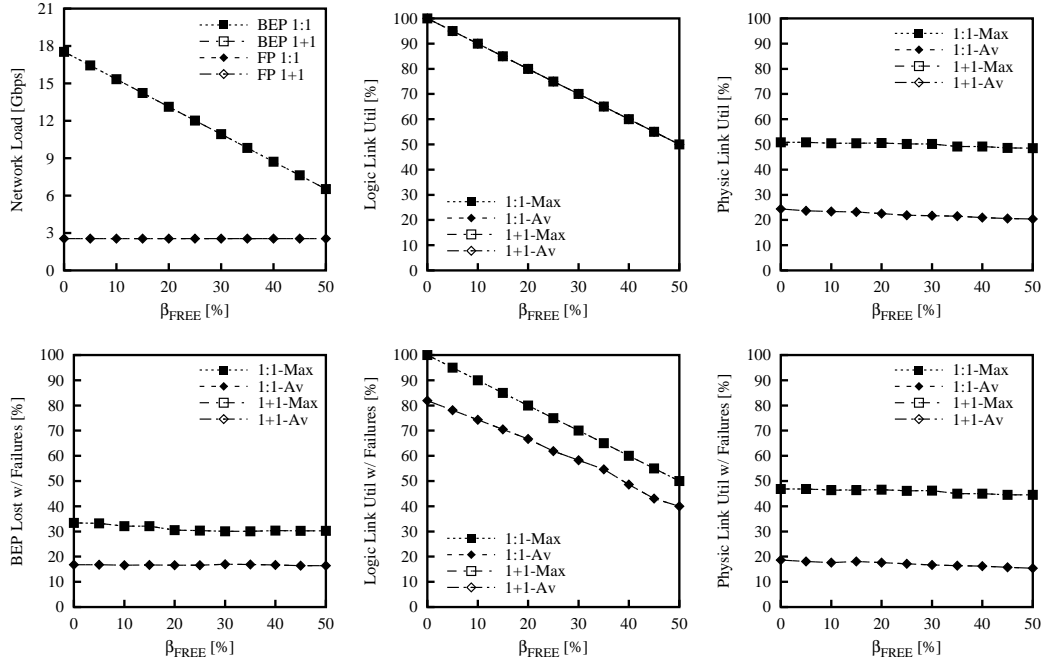 Network Load [Gbps]
21
18
15
12
9
6
3
0
0 10 20 30 40 50
βFREE [%]
BEP 1:1
BEP 1+1
FP 1:1
FP 1+1
Logic Link Util [%]
100
90
80
70
60
50
40
30
20
10
0
0 10 20 30 40 50
βFREE [%]
1:1-Max
1:1-Av
1+1-Max
1+1-Av
Physic Link Util [%]
100
90
80
70
60
50
40
30
20
10
0
0 10 20 30 40 50
βFREE [%]
1:1-Max
1:1-Av
1+1-Max
1+1-Av
BEP Lost w/ Failures [%]
100
90
80
70
60
50
40
30
20
10
0
0 10 20 30 40 50
βFREE [%]
1:1-Max
1:1-Av
1+1-Max
1+1-Av
Logic Link Util w/ Failures [%]
100
90
80
70
60
50
40
30
20
10
0
0 10 20 30 40 50
βFREE [%]
1:1-Max
1:1-Av
1+1-Max
1+1-Av
Physic Link Util w/ Failures [%]
100
90
80
70
60
50
40
30
20
10
0
0 10 20 30 40 50
βFREE [%]
1:1-Max
1:1-Av
1+1-Max
1+1-Av